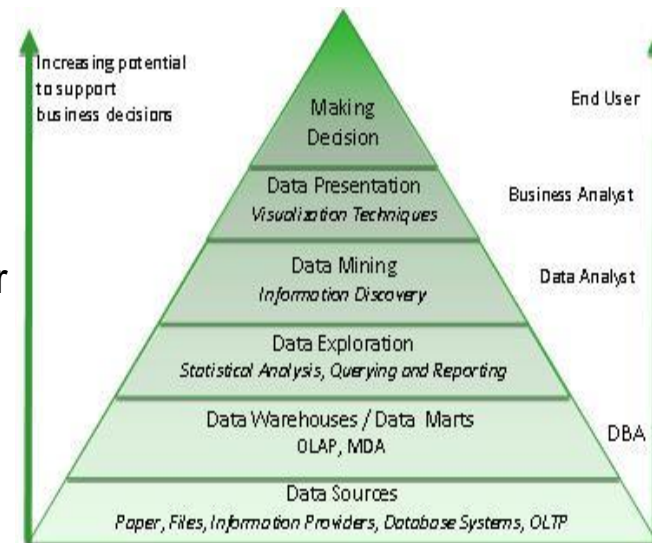 Increasing potential
to support
business decisions
Making
Decision
End User
Data Presentation
Visualization Techniques
Business Analyst
r
Data Mining
Information Discovery
Data Analyst
Data Exploration
Statistical Analysis, Querying and Reporting
Data Warehouses / Data Marts
OLAP, MDA
DBA
Data Sources
Paper, Files, Information Providers, Database Systems, OLTP